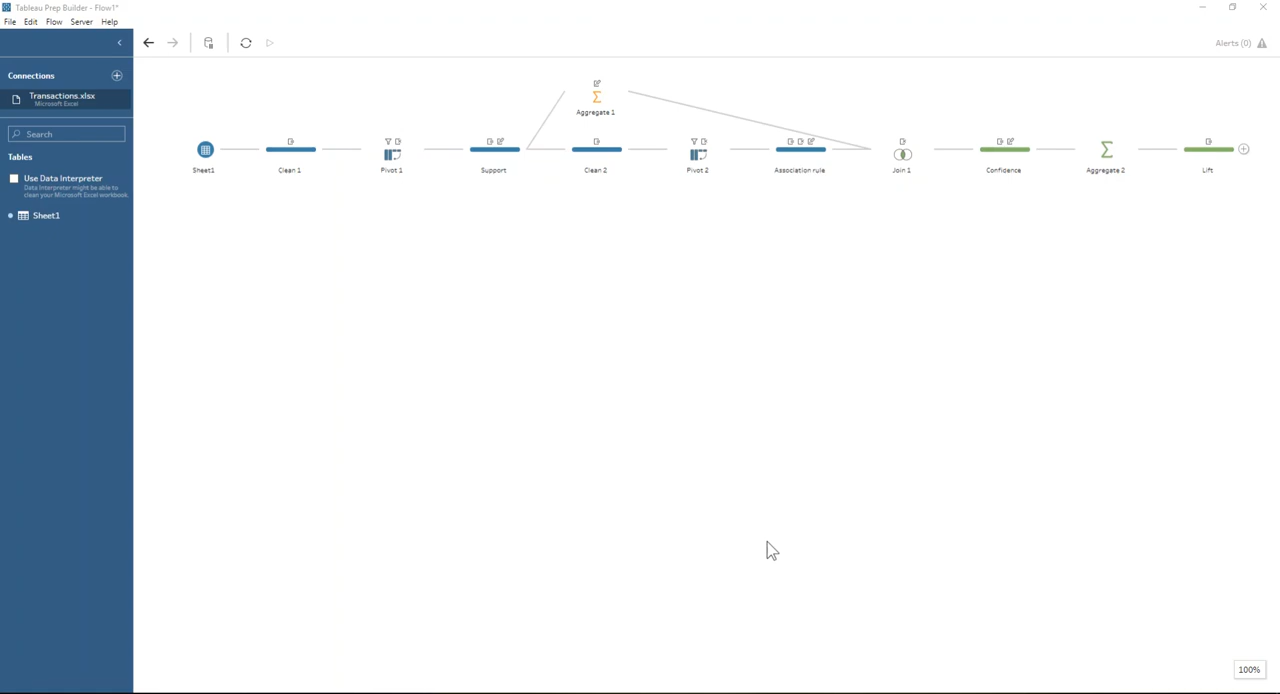 Tableau Prep Builder - Flow1*
File Edit Flow Server Help
Alerts (0)
Connections
Transactions.xlsx
Microsoft Excel
Search
Tables
Use Data Interpreter
Data Interpreter might be able to
clean your Microsoft Excel workbook.
Sheet1
Aggregate 1
Sheet1 Clean 1 Pivot 1 Support Clean 2 Pivot 2 Association rule Join 1 Confidence Aggregate 2 Lift
100%